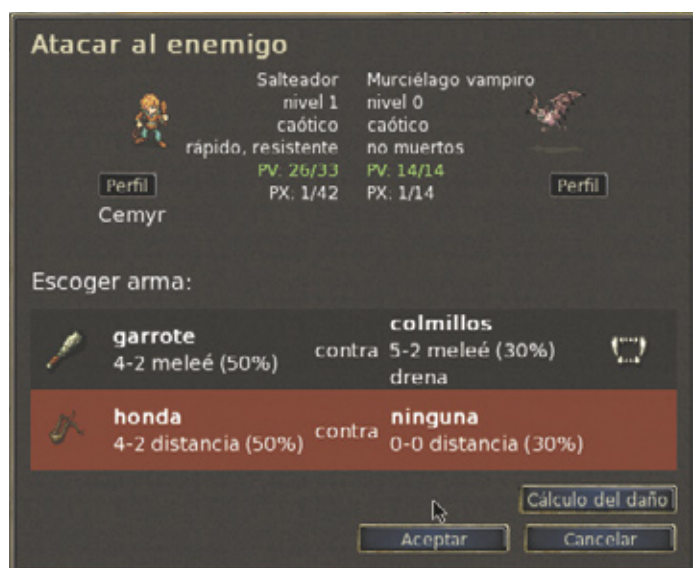 Atacar al enemigo
Salteador
nivel 1
caótico
rápido, resistente
PV: 26/33
PX: 1/42
Perfil
Cemyr
Murciélago vampiro
nivel 0
caótico
no muertos
PV: 14/14
PX: 1/14
Perfil
Escoger arma:
garrote
4-2 meleé (50%)
contra
colmillos
5-2 meleé (30%)
drena
honda
4-2 distancia (50%)
contra
ninguna
0-0 distancia (30%)
Cálculo del daño
Aceptar
Cancelar